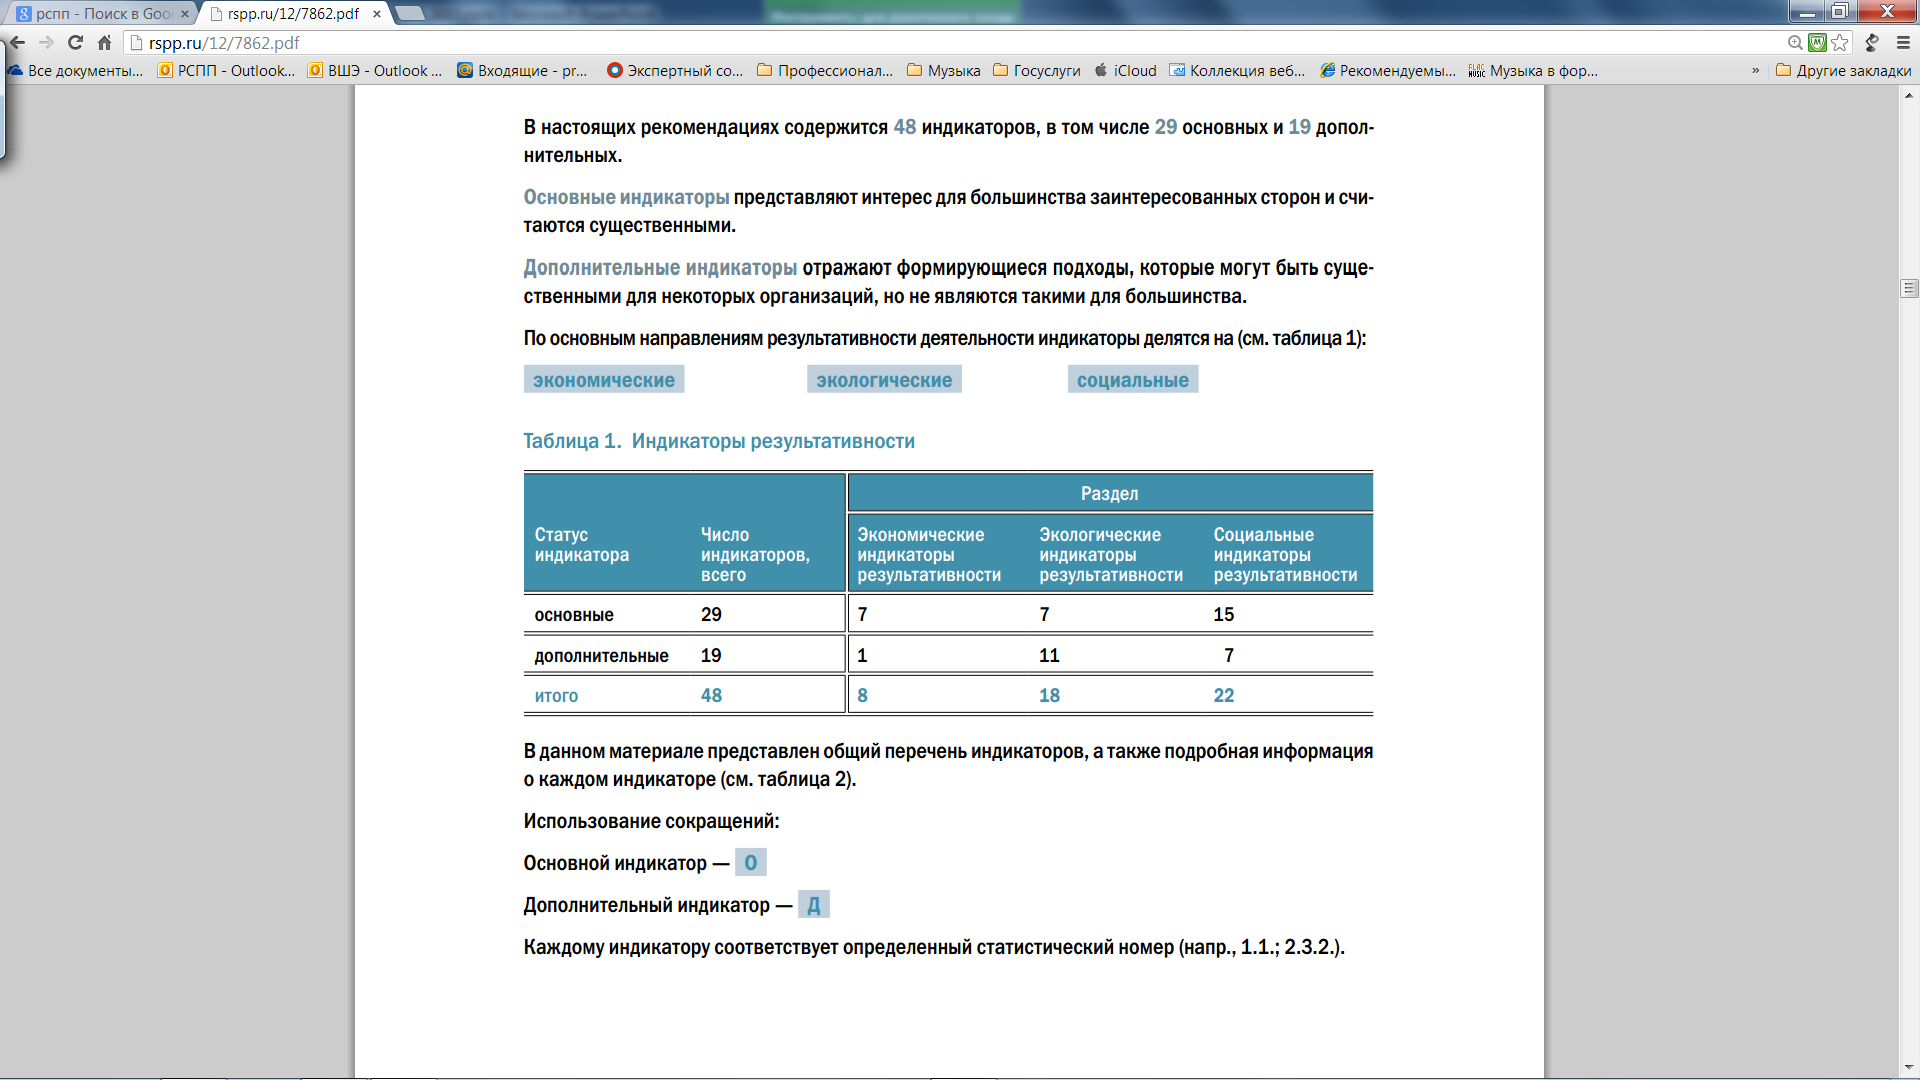 рспп - Поиск в Goo
rspp.ru/12/7862.pdf
rspp.ru/12/7862.pdf
Все документы...
РСПП - Outlook...
ВШЭ - Outlook ...
Входящие - pr...
Экспертный со...
Профессионал...
Музыка
Госуслуги
iCloud
Коллекция веб...
Рекомендуемы...
FLAC MUSIC
Музыка в фор...
»
Другие закладки
В настоящих рекомендациях содержится 48 индикаторов, в том числе 29 основных и 19 допол-
нительных.
Основные индикаторы представляют интерес для большинства заинтересованных сторон и счи-
таются существенными.
Дополнительные индикаторы отражают формирующиеся подходы, которые могут быть суще-
ственными для некоторых организаций, но не являются такими для большинства.
По основным направлениям результативности деятельности индикаторы делятся на (см. таблица 1):
экономические экологические социальные
Таблица 1. Индикаторы результативности
Раздел
Статус
индикатора
Число
индикаторов,
всего
Экономические
индикаторы
результативности
Экологические
индикаторы
результативности
Социальные
индикаторы
результативности
основные 29 7 7 15
дополнительные 19 1 11 7
итого 48 8 18 22
В данном материале представлен общий перечень индикаторов, а также подробная информация
о каждом индикаторе (см. таблица 2).
Использование сокращений:
Основной индикатор — О
Дополнительный индикатор — Д
Каждому индикатору соответствует определенный статистический номер (напр., 1.1.; 2.3.2.).